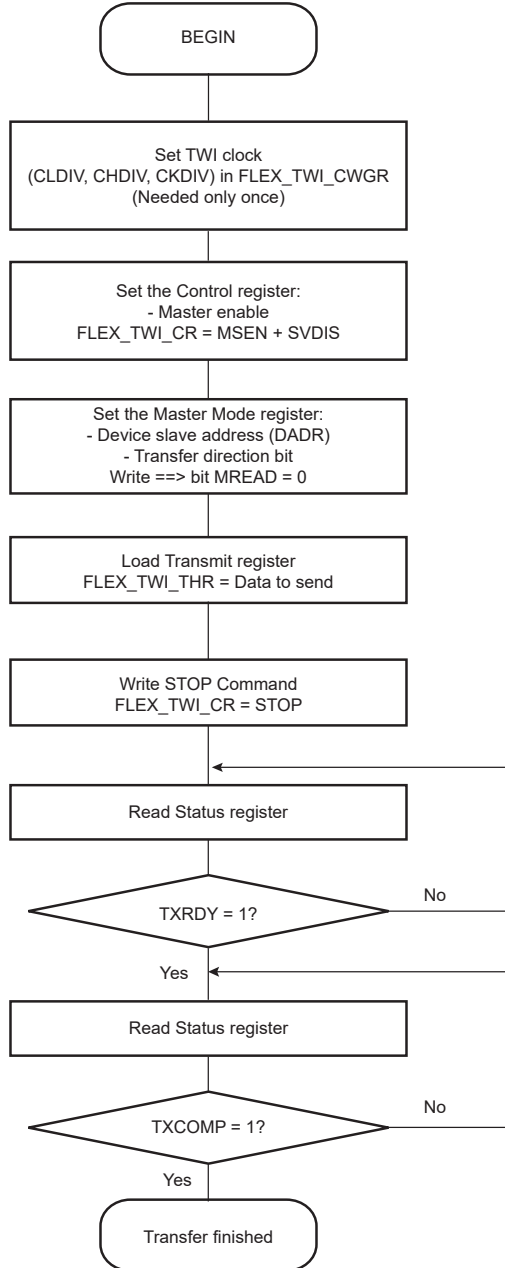 BEGIN
Set TWI clock
(CLDIV, CHDIV, CKDIV) in FLEX_TWI_CWGR
(Needed only once)
Set the Control register:
- Master enable
FLEX_TWI_CR = MSEN + SVDIS
Set the Master Mode register:
- Device slave address (DADR)
- Transfer direction bit
Write ==> bit MREAD = 0
Load Transmit register
FLEX_TWI_THR = Data to send
Write STOP Command
FLEX_TWI_CR = STOP
Read Status register
TXRDY = 1?
No
Yes
Read Status register
TXCOMP = 1?
No
Yes
Transfer finished